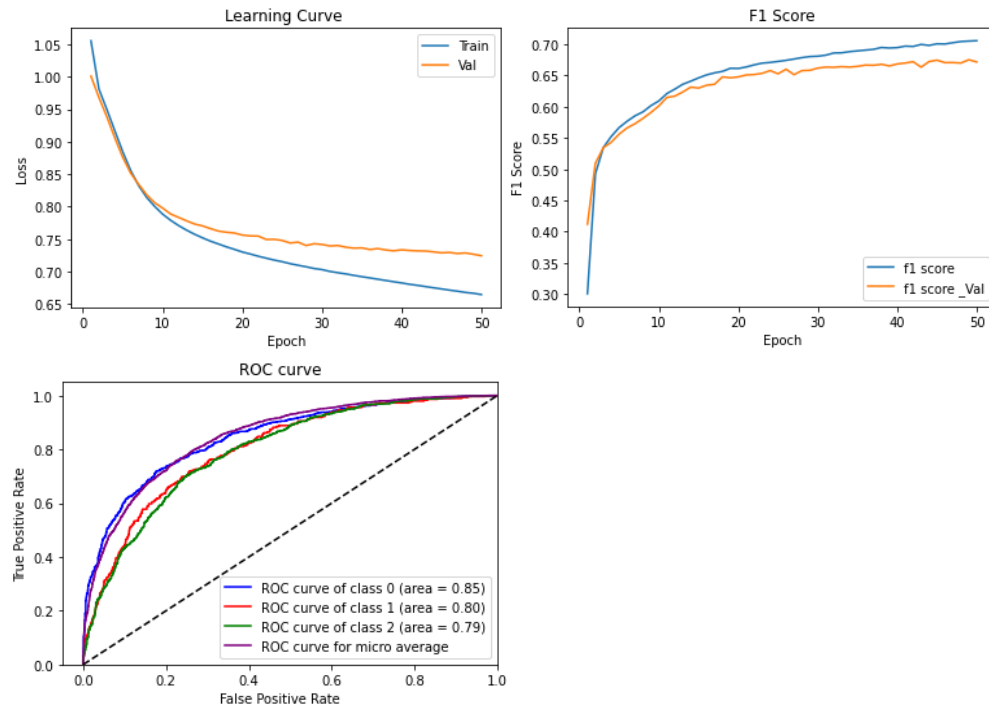 Learning Curve
1.05
1.00
0.95
0.90
0.85
0.80
0.75
0.70
0.65
Loss
Train
Val
0 10 20 30 40 50
Epoch
F1 Score
0.70
0.65
0.60
0.55
0.50
0.45
0.40
0.35
0.30
F1 Score
f1 score
f1 score _Val
0 10 20 30 40 50
Epoch
ROC curve
1.0
0.8
0.6
0.4
0.2
0.0
True Positive Rate
ROC curve of class 0 (area = 0.85)
ROC curve of class 1 (area = 0.80)
ROC curve of class 2 (area = 0.79)
ROC curve for micro average
0.0 0.2 0.4 0.6 0.8 1.0
False Positive Rate